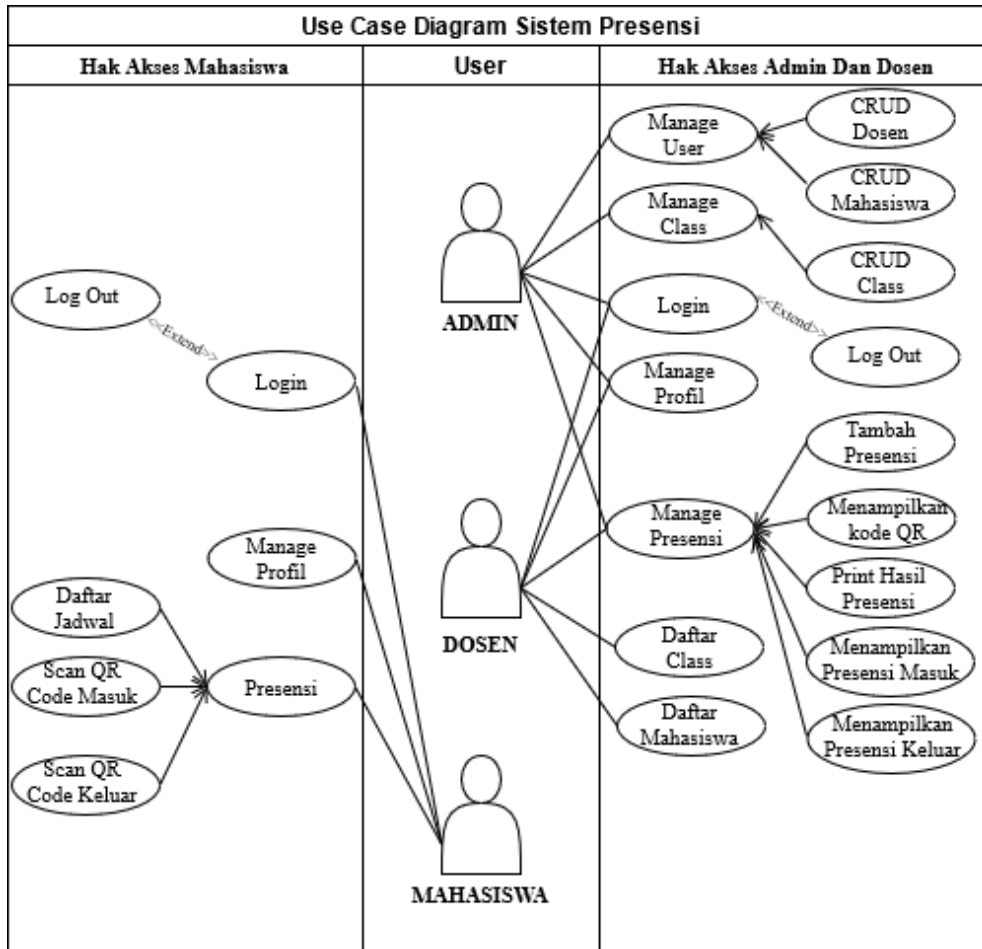 Use Case Diagram Sistem Presensi
Hak Akses Mahasiswa
User
Hak Akses Admin Dan Dosen
Log Out
<<Extend>>
Login
Manage
Profil
Daftar
Jadwal
Scan QR
Code Masuk
Presensi
Scan QR
Code Keluar
ADMIN
DOSEN
MAHASISWA
Manage
User
CRUD
Dosen
CRUD
Mahasiswa
Manage
Class
CRUD
Class
Login
<<Extend>>
Log Out
Manage
Profil
Tambah
Presensi
Manage
Presensi
Menampilkan
kode QR
Print Hasil
Presensi
Daftar
Class
Menampilkan
Presensi Masuk
Daftar
Mahasiswa
Menampilkan
Presensi Keluar